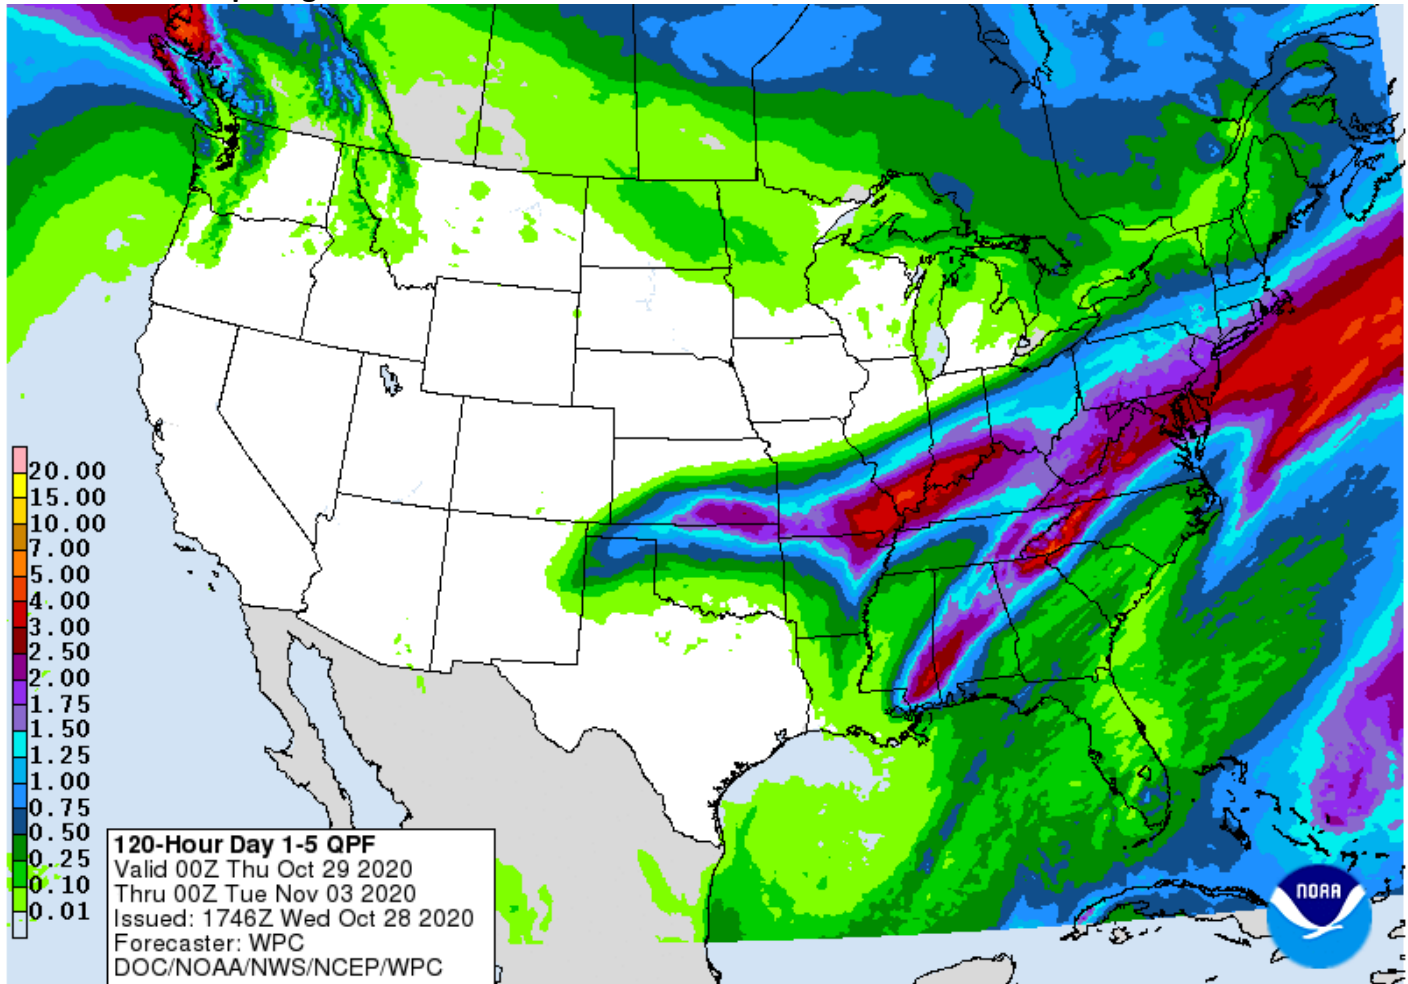 20.00
15.00
10.00
7.00
5.00
4.00
3.00
2.50
2.00
1.75
1.50
1.25
1.00
0.75
0.50
0.25
0.10
0.01
120-Hour Day 1-5 QPF
Valid 00Z Thu Oct 29 2020
Thru 00Z Tue Nov 03 2020
Issued: 1746Z Wed Oct 28 2020
Forecaster: WPC
DOC/NOAA/NWS/NCEP/WPC
NOAA